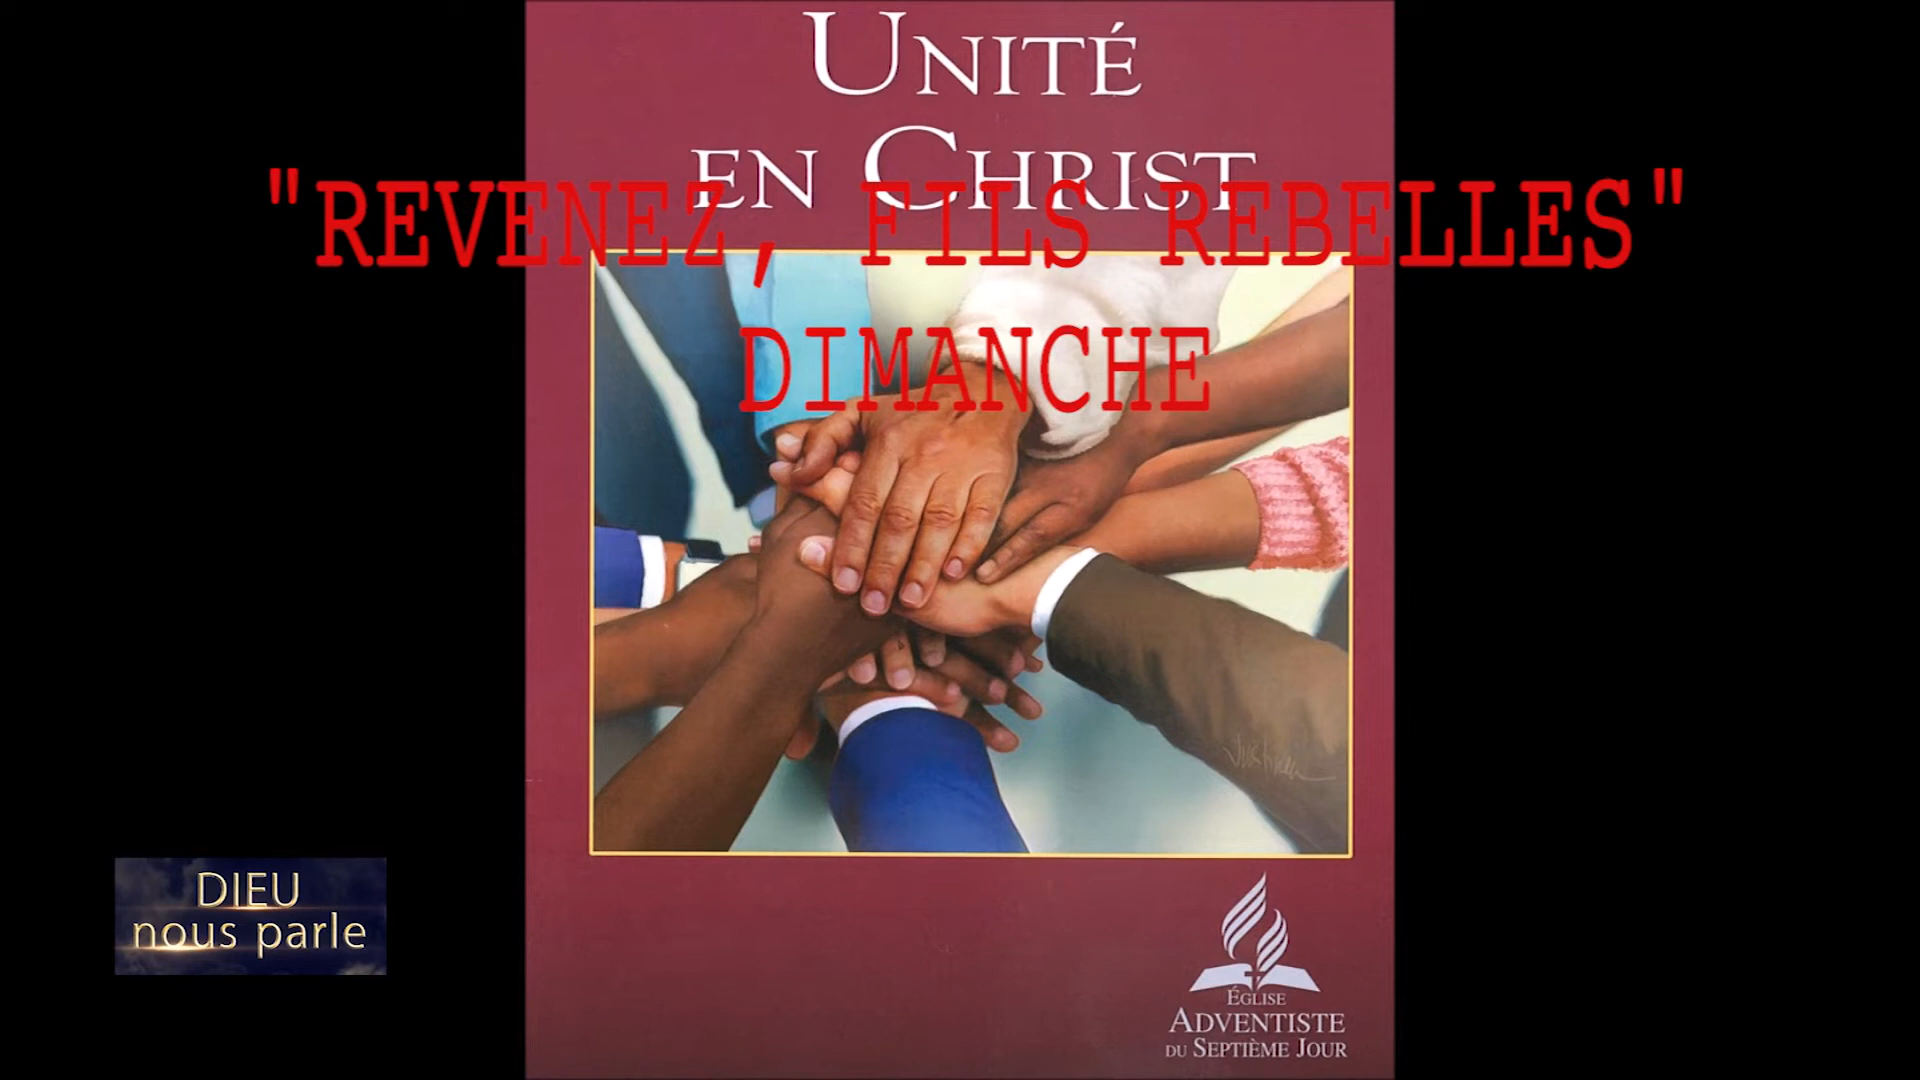 UNITÉ
EN CHRIST
"REVENEZ, FILS REBELLES"
DIMANCHE
DIEU
nous parle
ÉGLISE
ADVENTISTE
DU SEPTIÈME JOUR